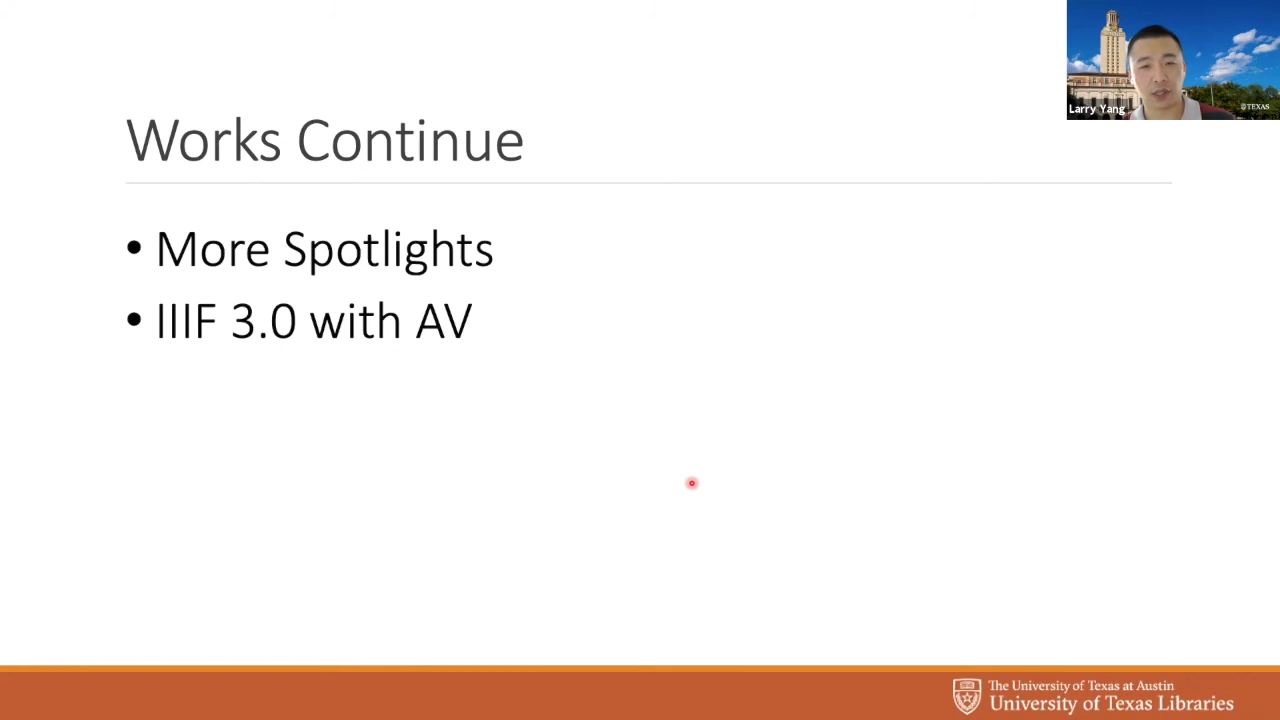 Larry Yang
@TEXAS
Works Continue
• More Spotlights
• IIIF 3.0 with AV
The University of Texas at Austin
University of Texas Libraries